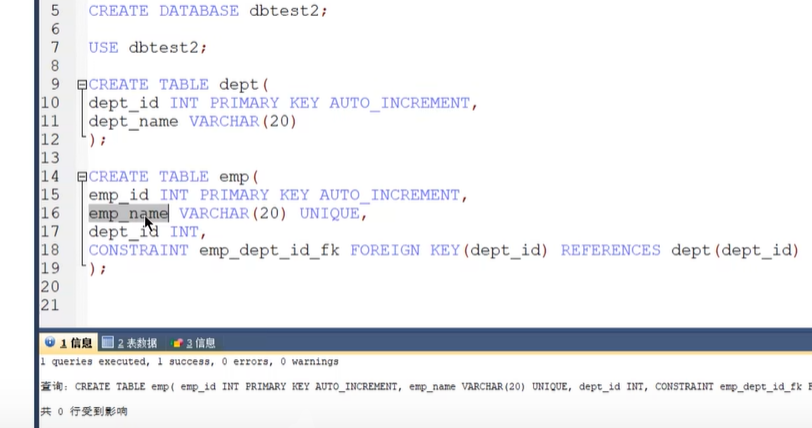 5 CREATE DATABASE dbtest2;
6
7 USE dbtest2;
8
9 CREATE TABLE dept(
10 dept_id INT PRIMARY KEY AUTO_INCREMENT,
11 dept_name VARCHAR(20)
12 );
13
14 CREATE TABLE emp(
15 emp_id INT PRIMARY KEY AUTO_INCREMENT,
16 emp_name VARCHAR(20) UNIQUE,
17 dept_id INT,
18 CONSTRAINT emp_dept_id_fk FOREIGN KEY(dept_id) REFERENCES dept(dept_id)
19 );
20
21
1 信息 2 表数据 3 信息
1 queries executed, 1 success, 0 errors, 0 warnings
查询: CREATE TABLE emp( emp_id INT PRIMARY KEY AUTO_INCREMENT, emp_name VARCHAR(20) UNIQUE, dept_id INT, CONSTRAINT emp_dept_id_fk
共 0 行受到影响